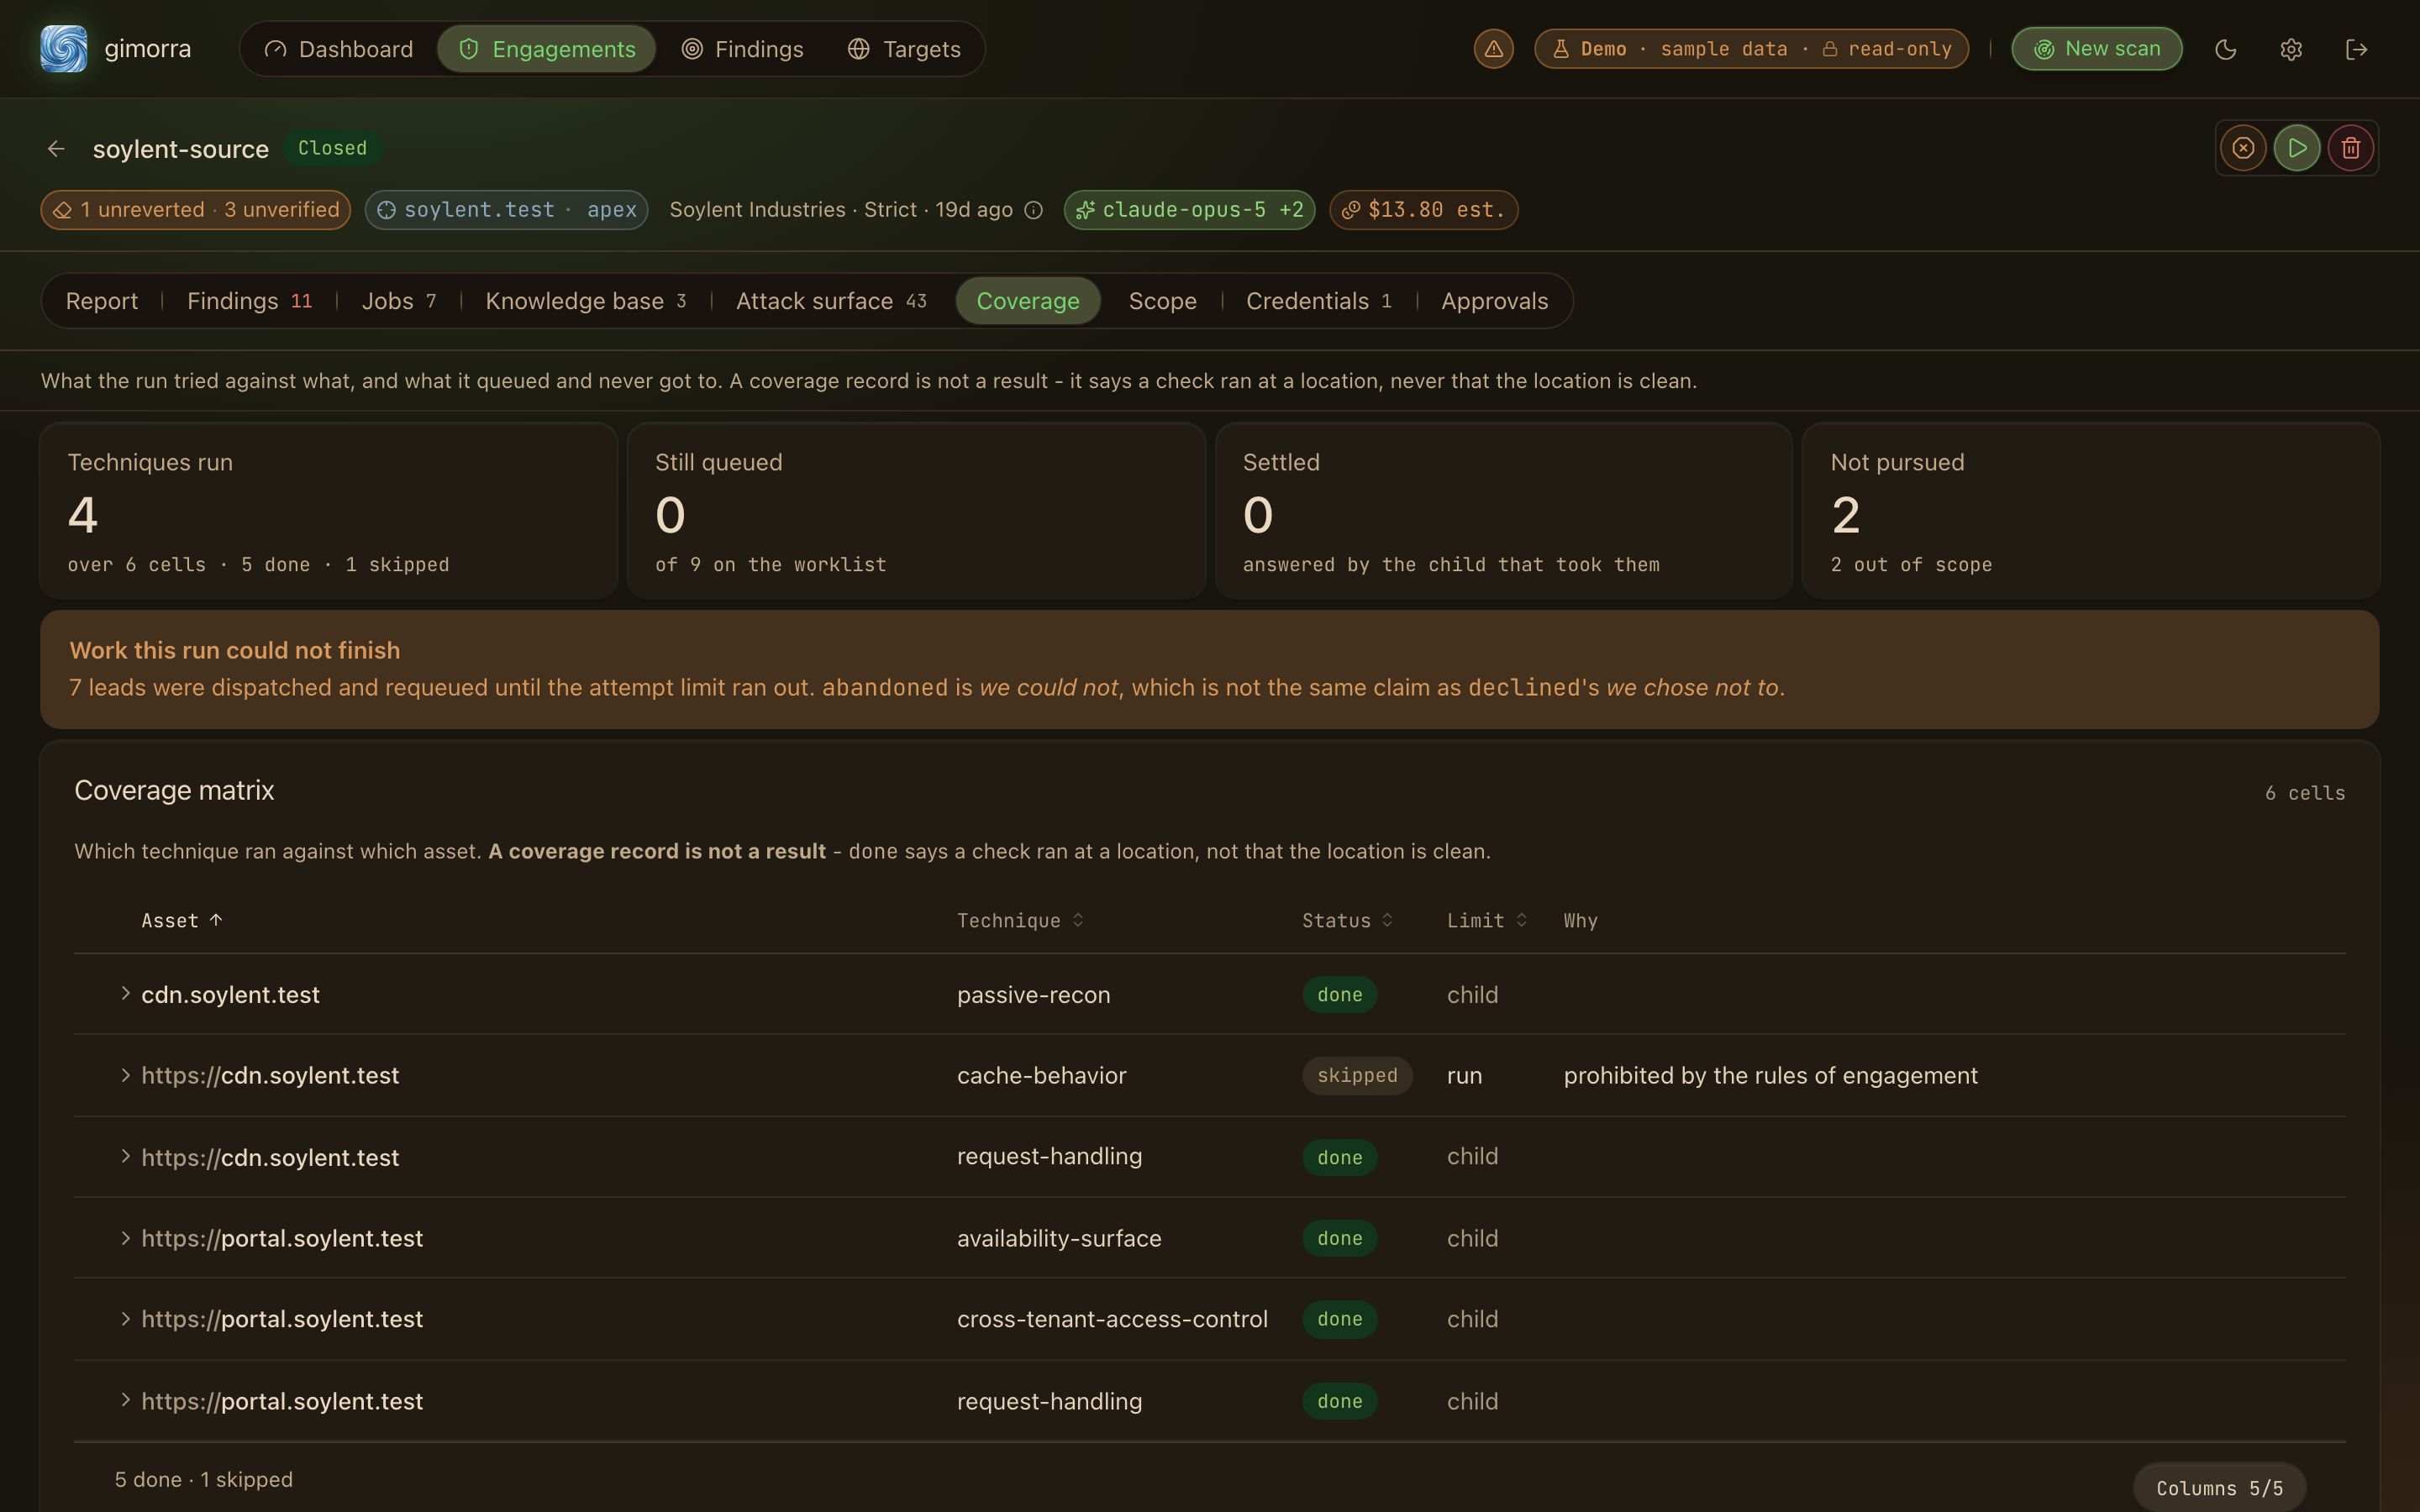 gimorra
Dashboard
Engagements
Findings
Targets
Demo · sample data · read-only
New scan
soylent-source
Closed
1 unreverted · 3 unverified
soylent.test · apex
Soylent Industries · Strict · 19d ago
claude-opus-5 +2
$13.80 est.
Report
Findings 11
Jobs 7
Knowledge base 3
Attack surface 43
Coverage
Scope
Credentials 1
Approvals
What the run tried against what, and what it queued and never got to. A coverage record is not a result - it says a check ran at a location, never that the location is clean.
Techniques run
4
over 6 cells · 5 done · 1 skipped
Still queued
0
of 9 on the worklist
Settled
0
answered by the child that took them
Not pursued
2
2 out of scope
Work this run could not finish
7 leads were dispatched and requeued until the attempt limit ran out. abandoned is we could not, which is not the same claim as declined's we chose not to.
Coverage matrix
6 cells
Which technique ran against which asset. A coverage record is not a result - done says a check ran at a location, not that the location is clean.
Asset Technique Status Limit Why
cdn.soylent.test passive-recon done child
https://cdn.soylent.test cache-behavior skipped run prohibited by the rules of engagement
https://cdn.soylent.test request-handling done child
https://portal.soylent.test availability-surface done child
https://portal.soylent.test cross-tenant-access-control done child
https://portal.soylent.test request-handling done child
5 done · 1 skipped
Columns 5/5